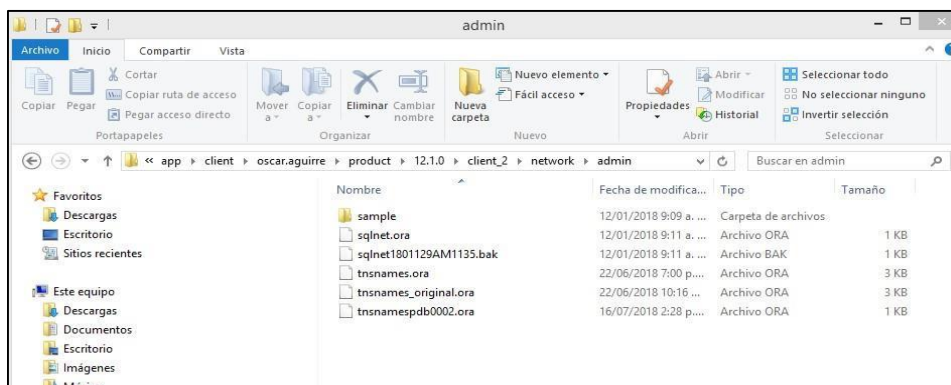 admin
Archivo Inicio Compartir Vista
Copiar
Pegar
Cortar
Copiar ruta de acceso
Pegar acceso directo
Portapapeles
Mover a
Copiar a
Eliminar
Cambiar nombre
Organizar
Nueva carpeta
Nuevo elemento
Fácil acceso
Nuevo
Propiedades
Abrir
Modificar
Historial
Abrir
Seleccionar todo
No seleccionar ninguno
Invertir selección
Seleccionar
« app client oscar.aguirre product 12.1.0 client_2 network admin
Buscar en admin
Favoritos
Descargas
Escritorio
Sitios recientes
Este equipo
Descargas
Documentos
Escritorio
Imágenes
Nombre Fecha de modifica... Tipo Tamaño
sample 12/01/2018 9:09 a. ... Carpeta de archivos
sqlnet.ora 12/01/2018 9:11 a. ... Archivo ORA 1 KB
sqlnet1801129AM1135.bak 12/01/2018 9:11 a. ... Archivo BAK 1 KB
tnsnames.ora 22/06/2018 7:00 p.... Archivo ORA 3 KB
tnsnames_original.ora 22/06/2018 10:16 ... Archivo ORA 3 KB
tnsnamespdb0002.ora 16/07/2018 2:28 p.... Archivo ORA 1 KB